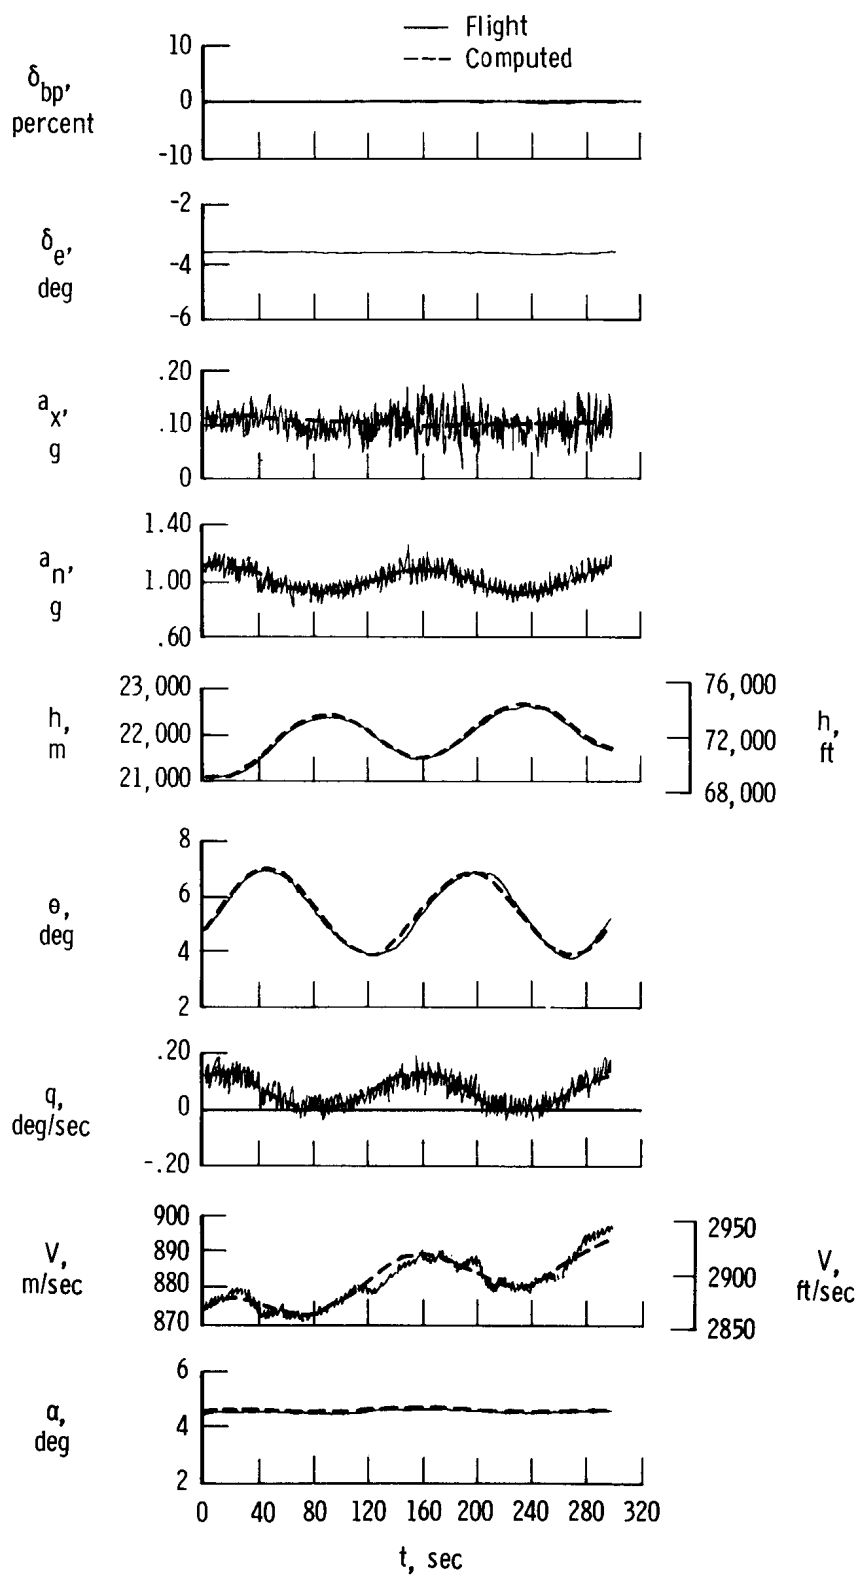 Flight
Computed
10
δbp,
percent
0
-10
-2
δe,
deg
-4
-6
.20
ax,
g
.10
0
1.40
an,
g
1.00
.60
23,000
76,000
h,
m
22,000
72,000
h,
ft
21,000
68,000
8
6
θ,
deg
4
2
.20
q,
deg/sec
0
-.20
900
2950
V,
m/sec
890
880
2900
V,
ft/sec
870
2850
6
α,
deg
4
2
0 40 80 120 160 200 240 280 320
t, sec